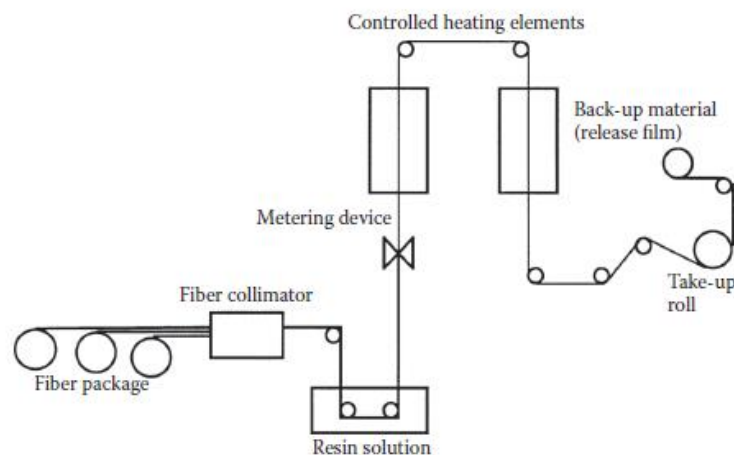 Controlled heating elements
Back-up material
(release film)
Metering device
Take-up
roll
Fiber collimator
Fiber package
Resin solution